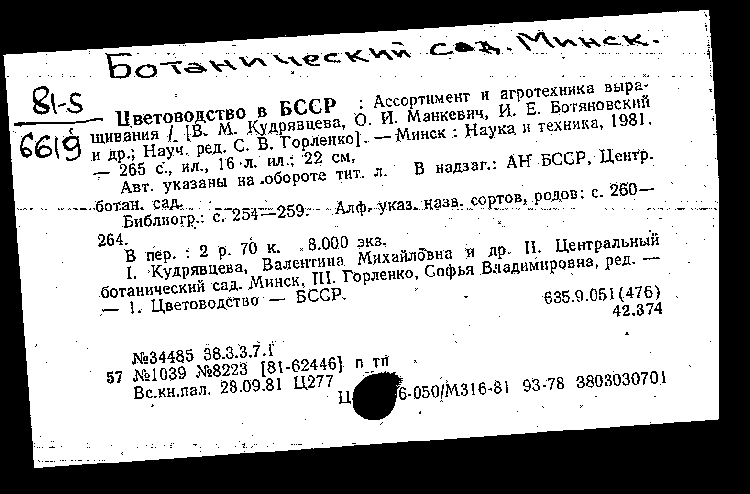 Ботанический сад. Минск.
81-5
6619
Цветоводство в БССР : Ассортимент и агротехника выра-
щивания / [В. М. Кудрявцева, О. И. Манкевич, И. Е. Ботяновский
и др.; Науч. ред. С. В. Горленко]. — Минск : Наука и техника, 1981.
— 265 с., ил., 16 л. ил.; 22 см.
Авт. указаны на обороте тит. л. В надзаг.: АН БССР, Центр.
ботан. сад.
Библиогр.: с. 254—259. Алф. указ. назв. сортов, родов: с. 260—
264.
В пер. : 2 р. 70 к. 8.000 экз.
I. Кудрявцева, Валентина Михайловна и др. II. Центральный
ботанический сад. Минск, III. Горленко, Софья Владимировна, ред. —
— 1. Цветоводство — БССР.
635.9.051(476)
42.374
№34485 38.3.3.7.1
57 №1039 №8223 [81-62446] п тп
Вс.кн.пал. 28.09.81 Ц277
Ц 6-050/М316-81 93-78 3803030701